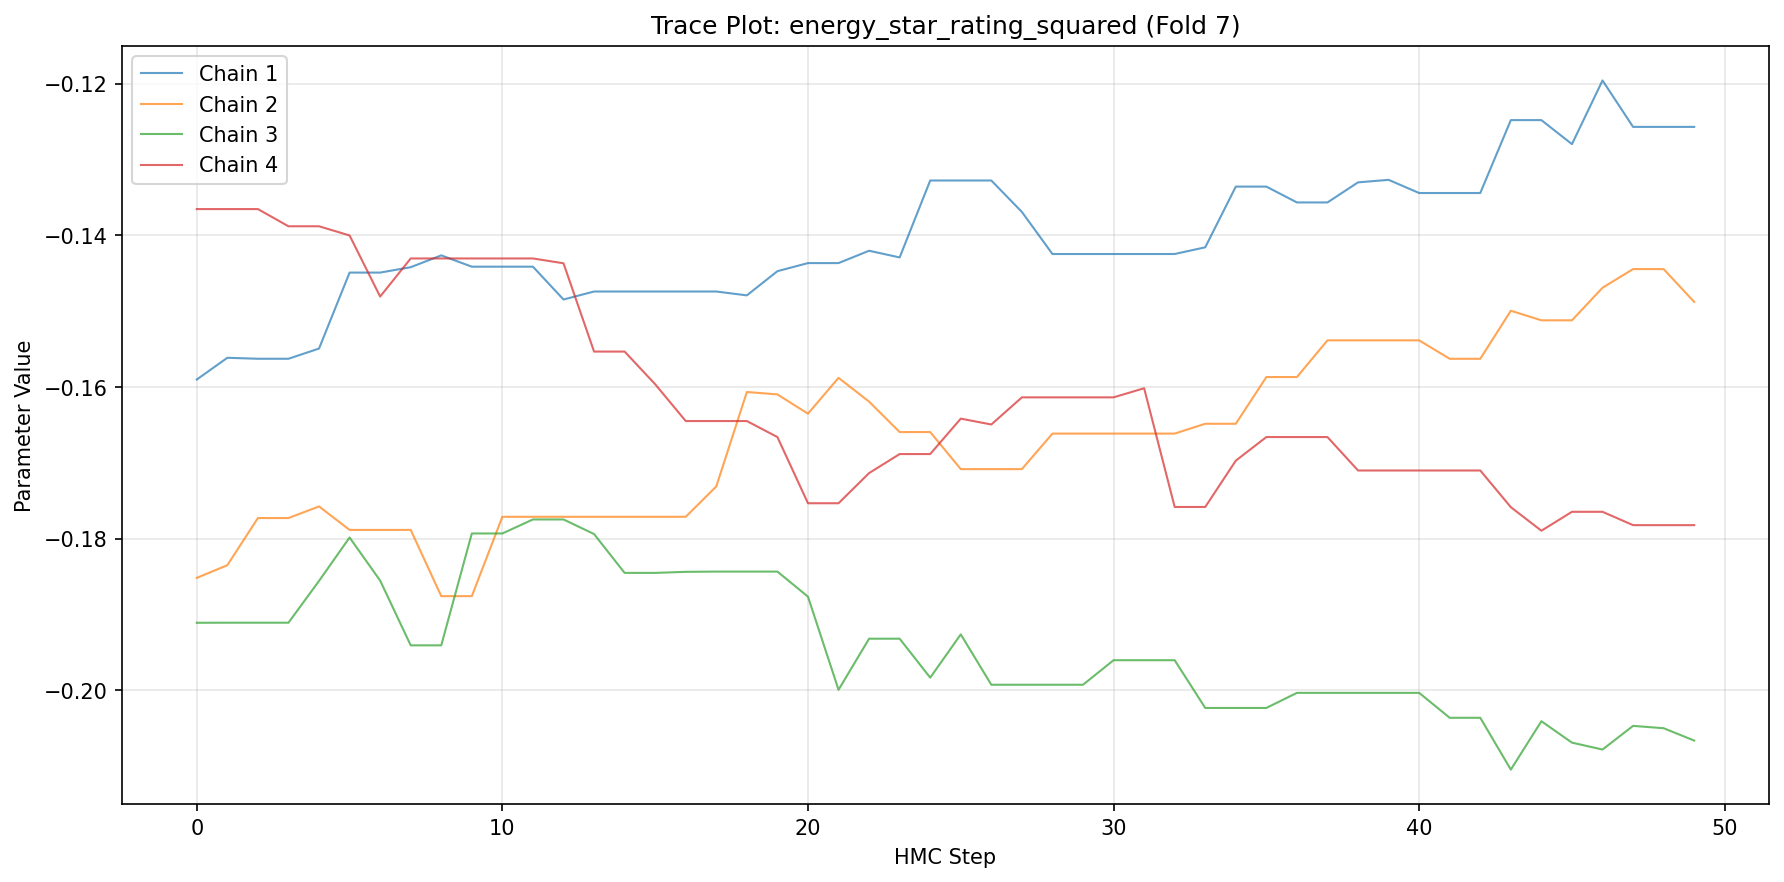 Trace Plot: energy_star_rating_squared (Fold 7)
Chain 1
Chain 2
Chain 3
Chain 4
−0.12
−0.14
−0.16
−0.18
−0.20
Parameter Value
0 10 20 30 40 50
HMC Step